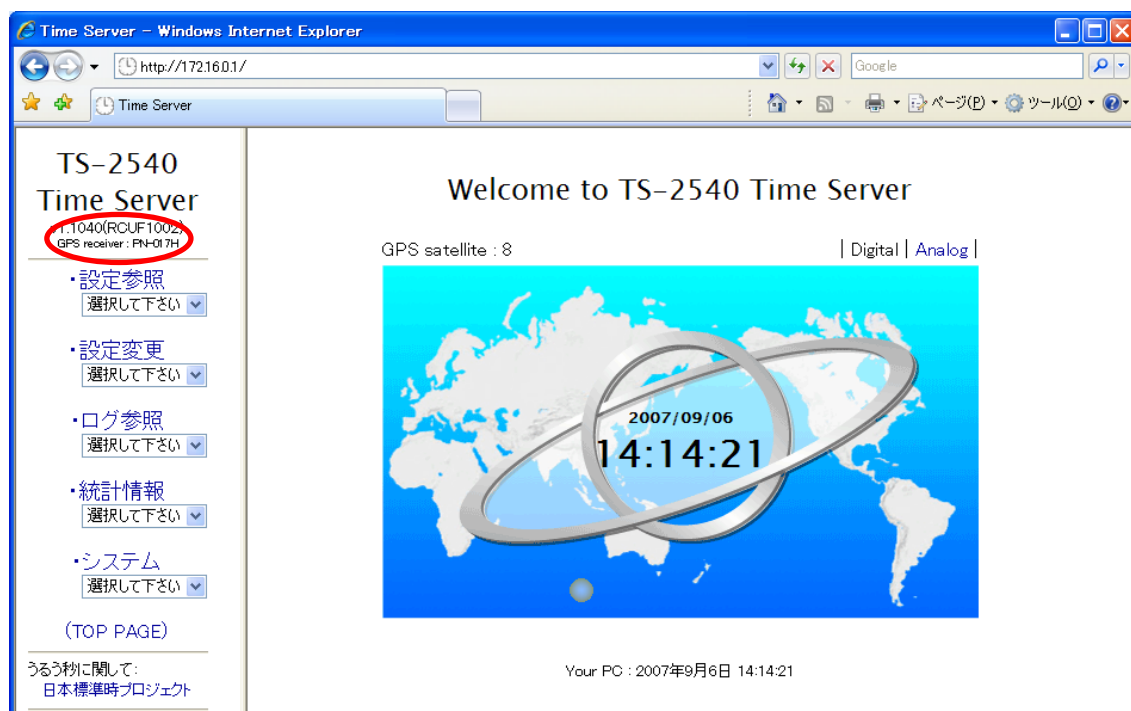 Time Server - Windows Internet Explorer
http://172.16.0.1/
Google
Time Server
ページ(P)
ツール(O)
TS-2540
Time Server
1.1040(RCUF1002)
GPS receiver : PN-017H
・設定参照
選択して下さい
・設定変更
選択して下さい
・ログ参照
選択して下さい
・統計情報
選択して下さい
・システム
選択して下さい
(TOP PAGE)
うるう秒に関して:
日本標準時プロジェクト
Welcome to TS-2540 Time Server
GPS satellite : 8
| Digital | Analog |
2007/09/06
14:14:21
Your PC : 2007年9月6日 14:14:21